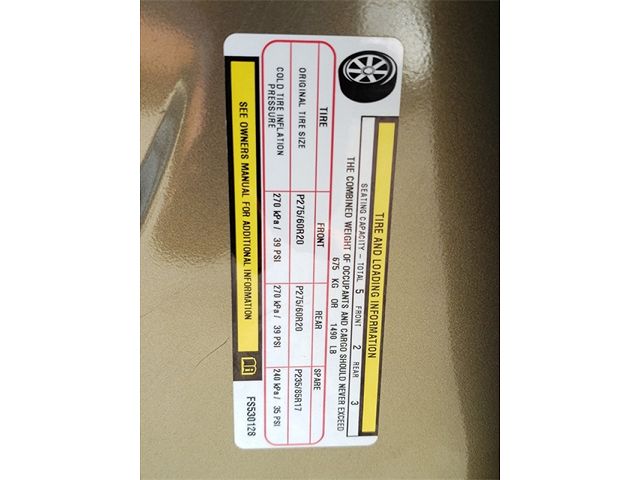 TIRE AND LOADING INFORMATION
SEATING CAPACITY – TOTAL 5 FRONT 2 REAR 3
THE COMBINED WEIGHT OF OCCUPANTS AND CARGO SHOULD NEVER EXCEED
675 KG OR 1490 LB
TIRE FRONT REAR SPARE
ORIGINAL TIRE SIZE P275/60R20 P275/60R20 P235/85R17
COLD TIRE INFLATION
PRESSURE 270 kPa / 39 PSI 270 kPa / 39 PSI 240 kPa / 35 PSI
SEE OWNERS MANUAL FOR ADDITIONAL INFORMATION
FS530128